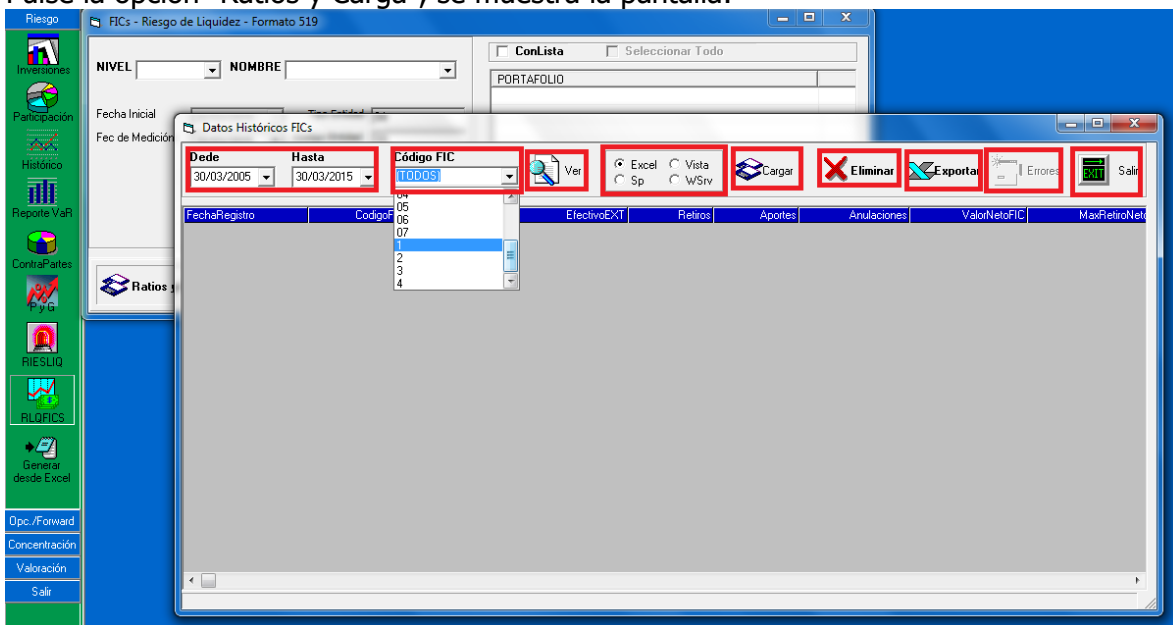 Pulse la opción "Ratios y Carga", se muestra la pantalla.
Riesgo
Inversiones
Participación
Histórico
Reporte VaR
ContraPartes
P y G
RIESLIQ
RLQFICS
Generar
desde Excel
Opc./Forward
Concentración
Valoración
Salir
FICs - Riesgo de Liquidez - Formato 519
NIVEL
NOMBRE
ConLista
Seleccionar Todo
PORTAFOLIO
Fecha Inicial
Fec de Medición
Ratios y
Datos Históricos FICs
Dede
Hasta
Código FIC
30/03/2005
30/03/2015
(TODOS)
Ver
Excel
Vista
Sp
WSrv
Cargar
Eliminar
Exportar
Errores
EXIT
Salir
04
05
06
07
1
2
3
4
FechaRegistro
CodigoF
EfectivoEXT
Retiros
Aportes
Anulaciones
ValorNetoFIC
MaxRetiroNeto